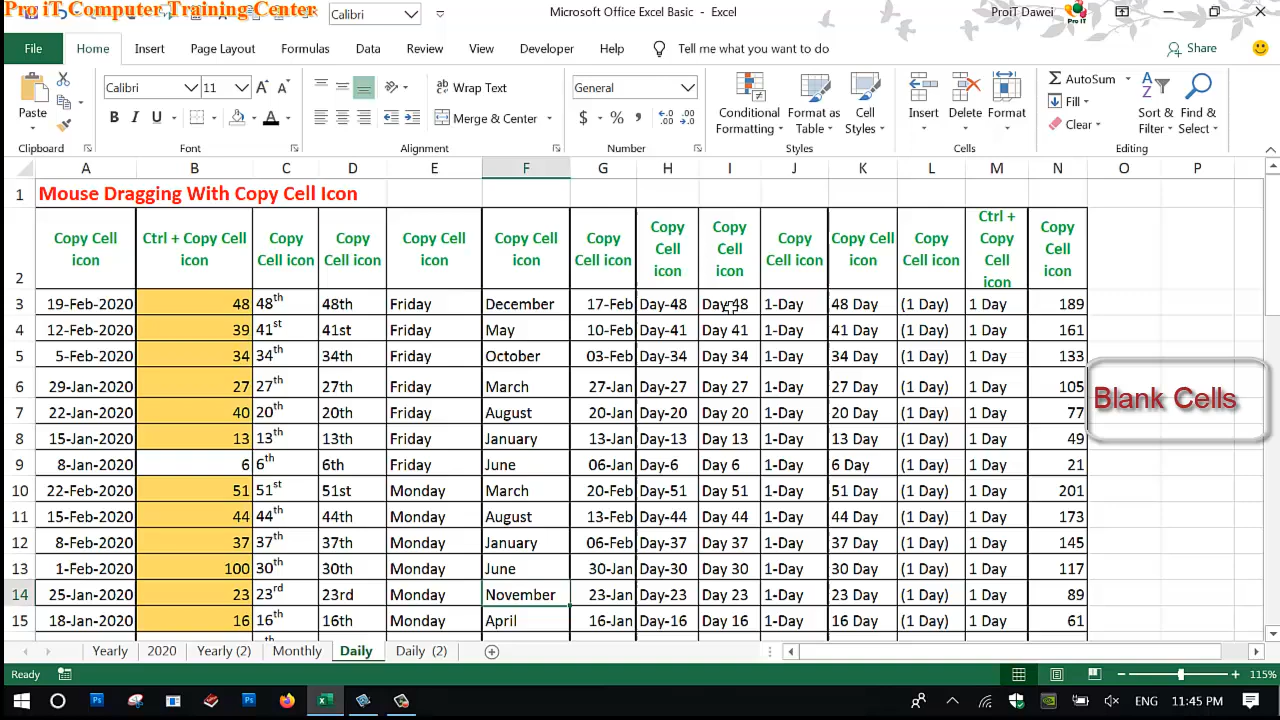 Pro iT Computer Training Center
Calibri
Microsoft Office Excel Basic - Excel
ProiT Dawei
Pro IT
File Home Insert Page Layout Formulas Data Review View Developer Help Tell me what you want to do Share
Paste
Clipboard
Calibri 11
B I U A
Font
ab Wrap Text
Merge & Center
Alignment
General
$ % ,
Number
Conditional Formatting
Format as Table
Cell Styles
Styles
Insert Delete Format
Cells
AutoSum
Fill
Clear
Sort & Filter
Find & Select
Editing
A B C D E F G H I J K L M N O P
1 Mouse Dragging With Copy Cell Icon
2 Copy Cell icon Ctrl + Copy Cell icon Copy Cell icon Copy Cell icon Copy Cell icon Copy Cell icon Copy Cell icon Copy Cell icon Copy Cell icon Copy Cell icon Copy Cell icon Copy Cell icon Ctrl + Copy Cell icon Copy Cell icon
3 19-Feb-2020 48 48th 48th Friday December 17-Feb Day-48 Day 48 1-Day 48 Day (1 Day) 1 Day 189
4 12-Feb-2020 39 41st 41st Friday May 10-Feb Day-41 Day 41 1-Day 41 Day (1 Day) 1 Day 161
5 5-Feb-2020 34 34th 34th Friday October 03-Feb Day-34 Day 34 1-Day 34 Day (1 Day) 1 Day 133
6 29-Jan-2020 27 27th 27th Friday March 27-Jan Day-27 Day 27 1-Day 27 Day (1 Day) 1 Day 105
7 22-Jan-2020 40 20th 20th Friday August 20-Jan Day-20 Day 20 1-Day 20 Day (1 Day) 1 Day 77
8 15-Jan-2020 13 13th 13th Friday January 13-Jan Day-13 Day 13 1-Day 13 Day (1 Day) 1 Day 49
9 8-Jan-2020 6 6th 6th Friday June 06-Jan Day-6 Day 6 1-Day 6 Day (1 Day) 1 Day 21
10 22-Feb-2020 51 51st 51st Monday March 20-Feb Day-51 Day 51 1-Day 51 Day (1 Day) 1 Day 201
11 15-Feb-2020 44 44th 44th Monday August 13-Feb Day-44 Day 44 1-Day 44 Day (1 Day) 1 Day 173
12 8-Feb-2020 37 37th 37th Monday January 06-Feb Day-37 Day 37 1-Day 37 Day (1 Day) 1 Day 145
13 1-Feb-2020 100 30th 30th Monday June 30-Jan Day-30 Day 30 1-Day 30 Day (1 Day) 1 Day 117
14 25-Jan-2020 23 23rd 23rd Monday November 23-Jan Day-23 Day 23 1-Day 23 Day (1 Day) 1 Day 89
15 18-Jan-2020 16 16th 16th Monday April 16-Jan Day-16 Day 16 1-Day 16 Day (1 Day) 1 Day 61
th
Blank Cells
Yearly 2020 Yearly (2) Monthly Daily Daily (2)
Ready
115%
ENG 11:45 PM